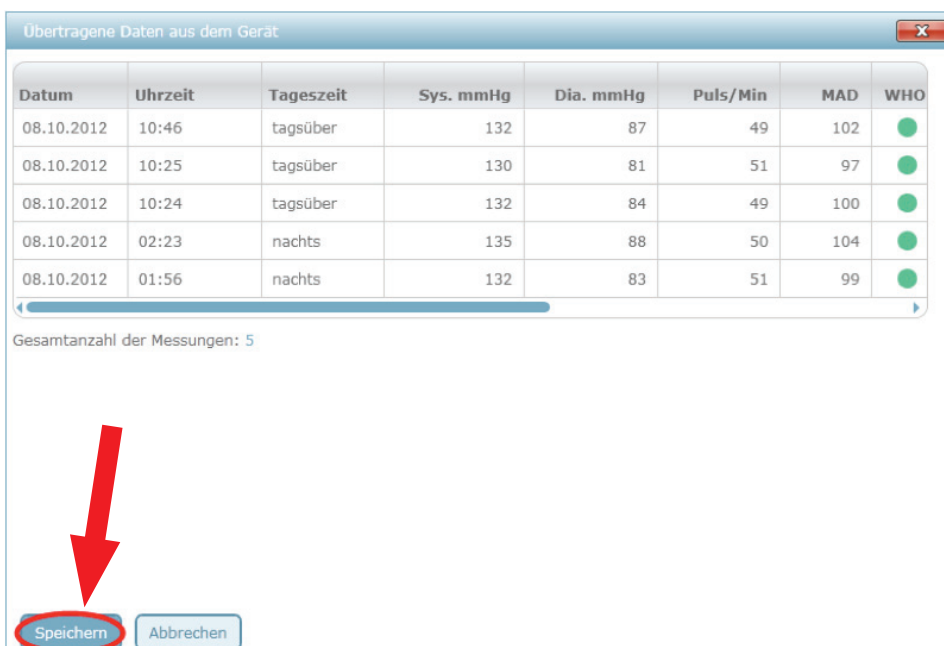 Übertragene Daten aus dem Gerät
Datum Uhrzeit Tageszeit Sys. mmHg Dia. mmHg Puls/Min MAD WHO
08.10.2012 10:46 tagsüber 132 87 49 102
08.10.2012 10:25 tagsüber 130 81 51 97
08.10.2012 10:24 tagsüber 132 84 49 100
08.10.2012 02:23 nachts 135 88 50 104
08.10.2012 01:56 nachts 132 83 51 99
Gesamtanzahl der Messungen: 5
Speichern Abbrechen